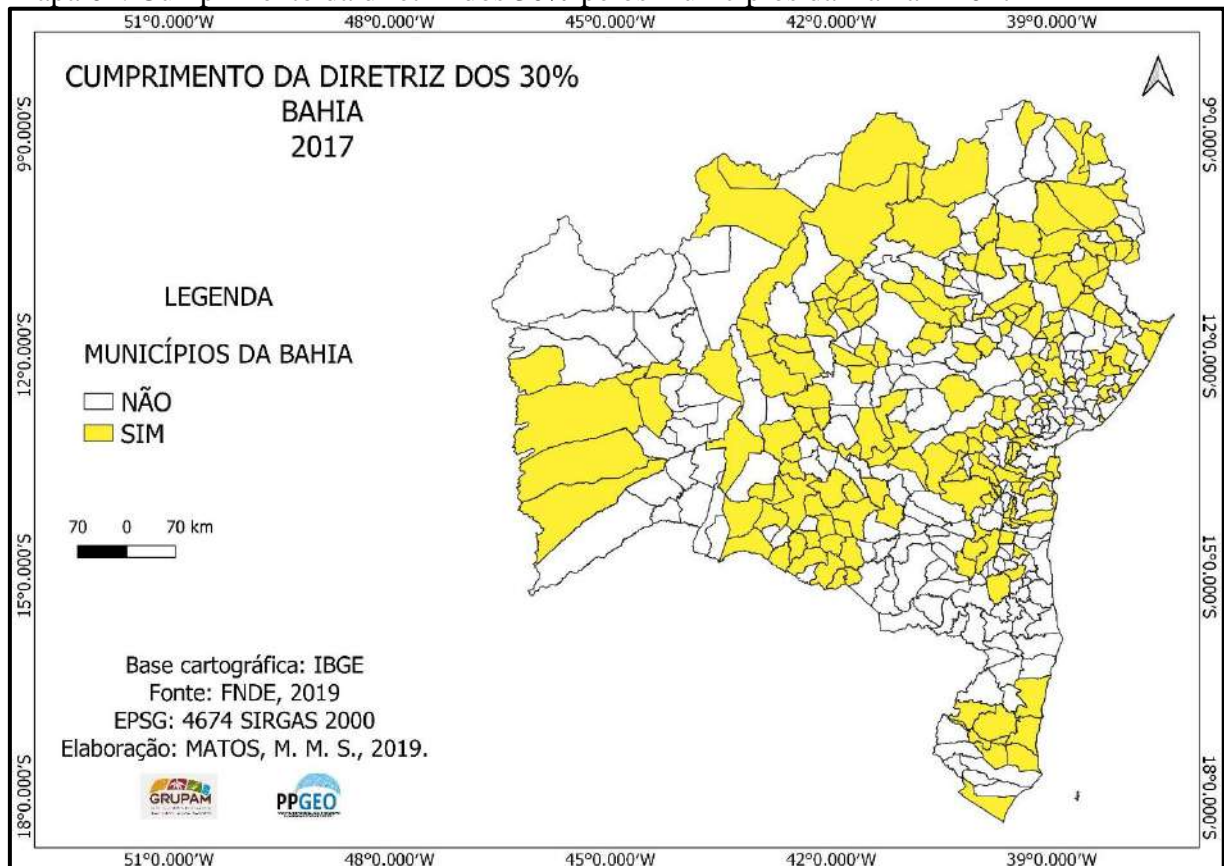 51°0.000'W 48°0.000'W 45°0.000'W 42°0.000'W 39°0.000'W
CUMPRIMENTO DA DIRETRIZ DOS 30%
BAHIA
2017
9°0.000'S
12°0.000'S
15°0.000'S
18°0.000'S
LEGENDA
MUNICÍPIOS DA BAHIA
NÃO
SIM
70 0 70 km
Base cartográfica: IBGE
Fonte: FNDE, 2019
EPSG: 4674 SIRGAS 2000
Elaboração: MATOS, M. M. S., 2019.
GRUPAM
PPGEO
9°0.000'S
12°0.000'S
15°0.000'S
18°0.000'S
51°0.000'W 48°0.000'W 45°0.000'W 42°0.000'W 39°0.000'W